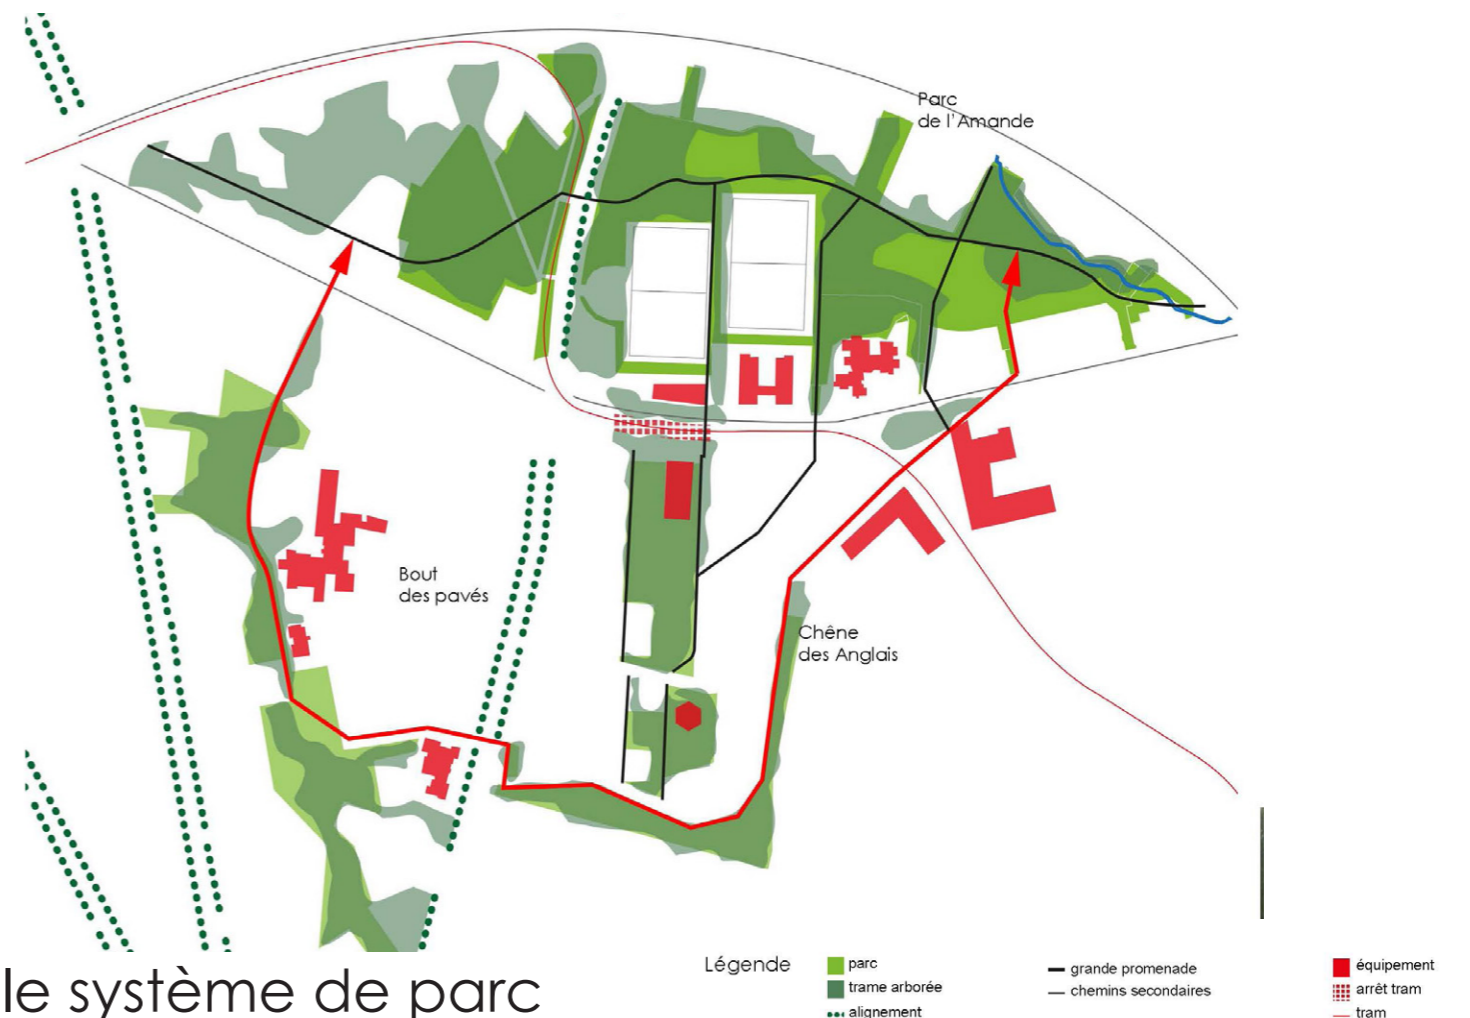 Parc
de l'Amande
Bout
des pavés
Chêne
des Anglais
le système de parc
Légende
parc
trame arborée
alignement
grande promenade
chemins secondaires
équipement
arrêt tram
tram